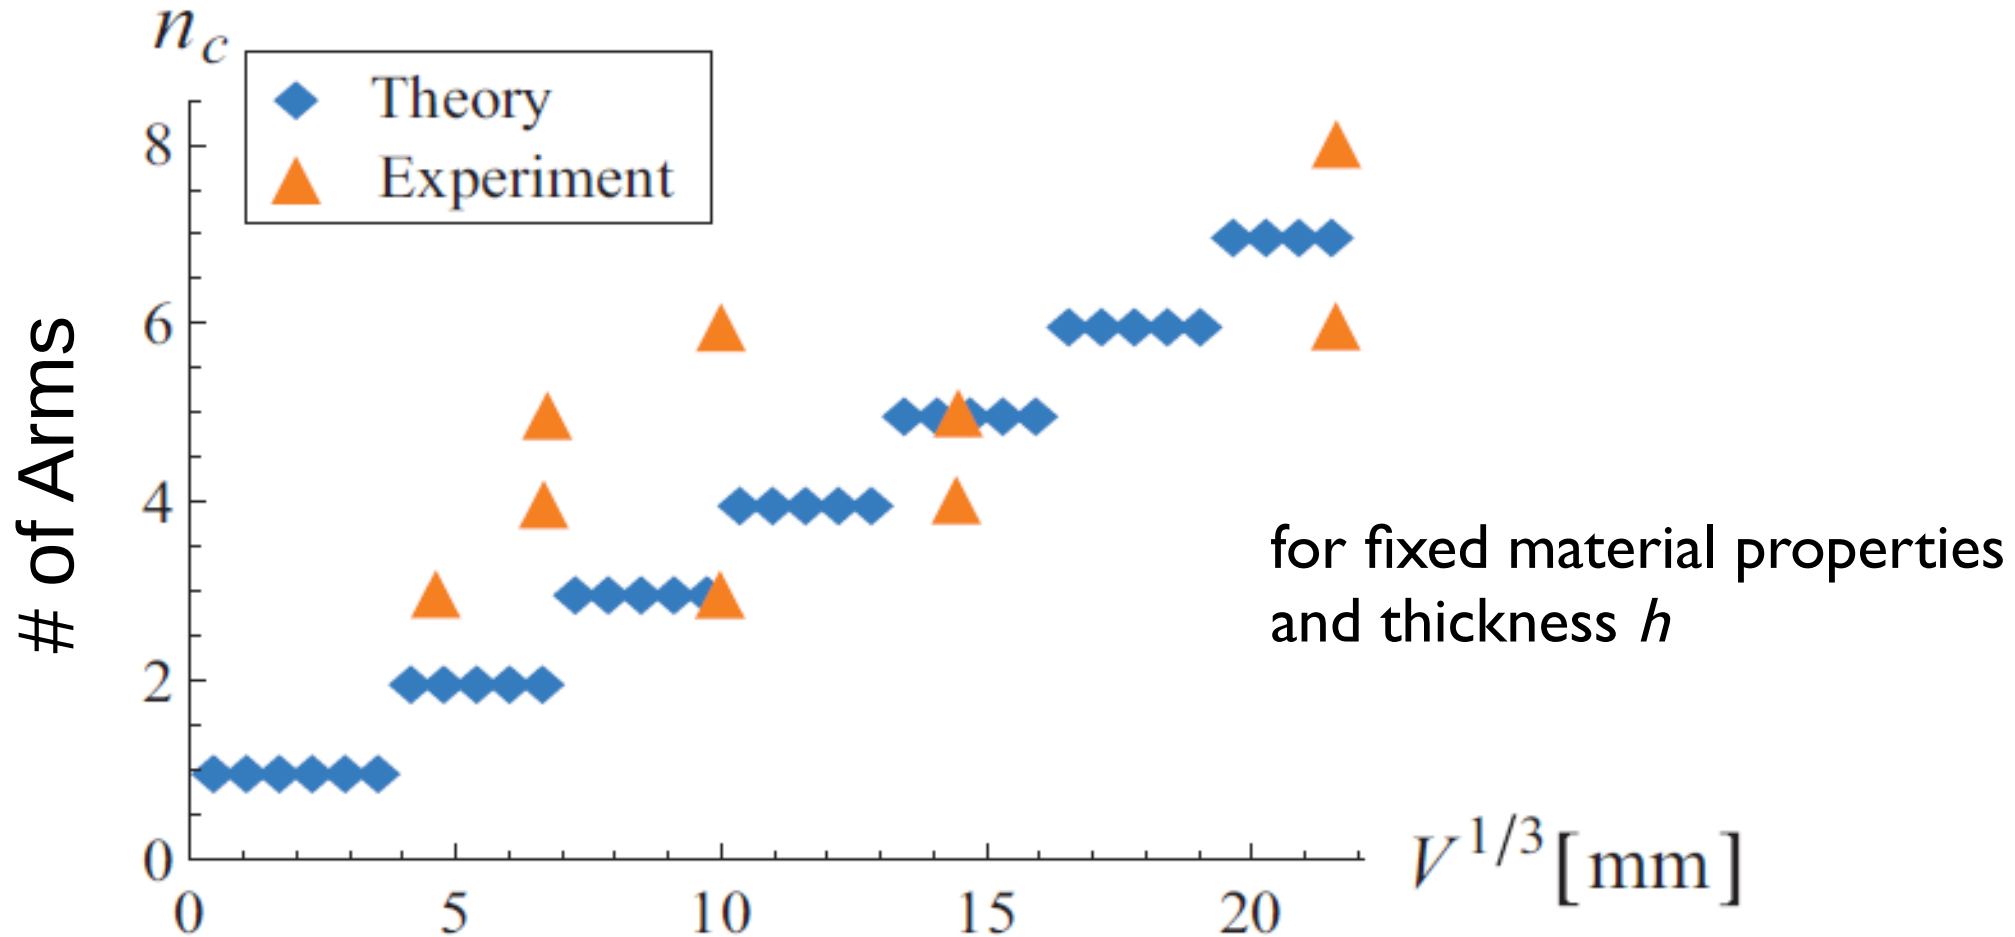 n_c
Theory
Experiment
8
6
4
2
0
# of Arms
for fixed material properties
and thickness h
0 5 10 15 20
V^{1/3} [mm]